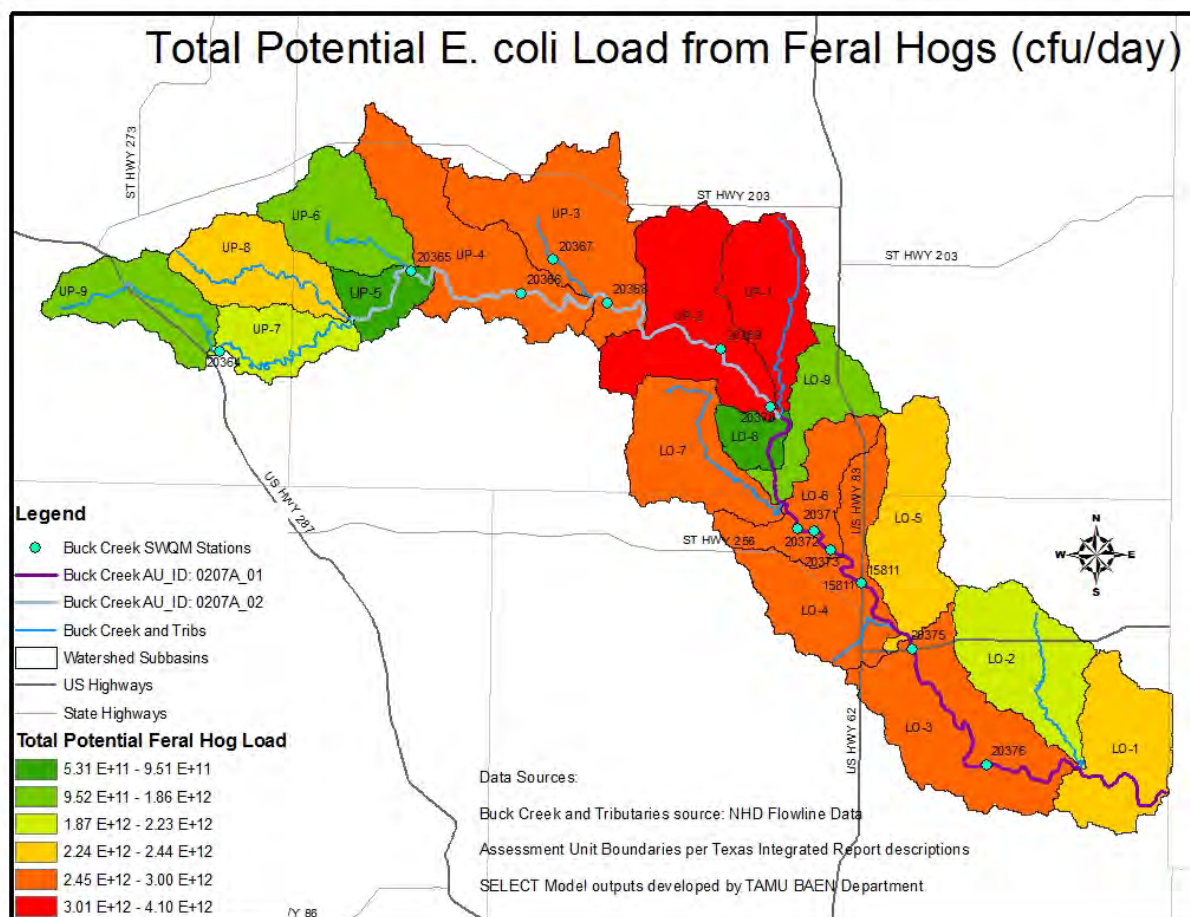 Total Potential E. coli Load from Feral Hogs (cfu/day)
ST HWY 273
ST HWY 203
ST HWY 203
UP-6
UP-3
UP-8
20367
20365
UP-4
UP-9
UP-5
20366
20368
UP-1
UP-2
UP-7
20369
20364
LO-9
LO-8
LO-7
LO-6
US HWY 83
LO-5
US HWY 287
ST HWY 256
20371
20372
20373
15811
LO-4
20375
LO-2
LO-3
LO-1
US HWY 62
20376
N
W
E
S
Legend
Buck Creek SWQM Stations
Buck Creek AU_ID: 0207A_01
Buck Creek AU_ID: 0207A_02
Buck Creek and Tribs
Watershed Subbasins
US Highways
State Highways
Total Potential Feral Hog Load
5.31 E+11 - 9.51 E+11
9.52 E+11 - 1.86 E+12
1.87 E+12 - 2.23 E+12
2.24 E+12 - 2.44 E+12
2.45 E+12 - 3.00 E+12
3.01 E+12 - 4.10 E+12
Data Sources:
Buck Creek and Tributaries source: NHD Flowline Data
Assessment Unit Boundaries per Texas Integrated Report descriptions
SELECT Model outputs developed by TAMU BAEN Department